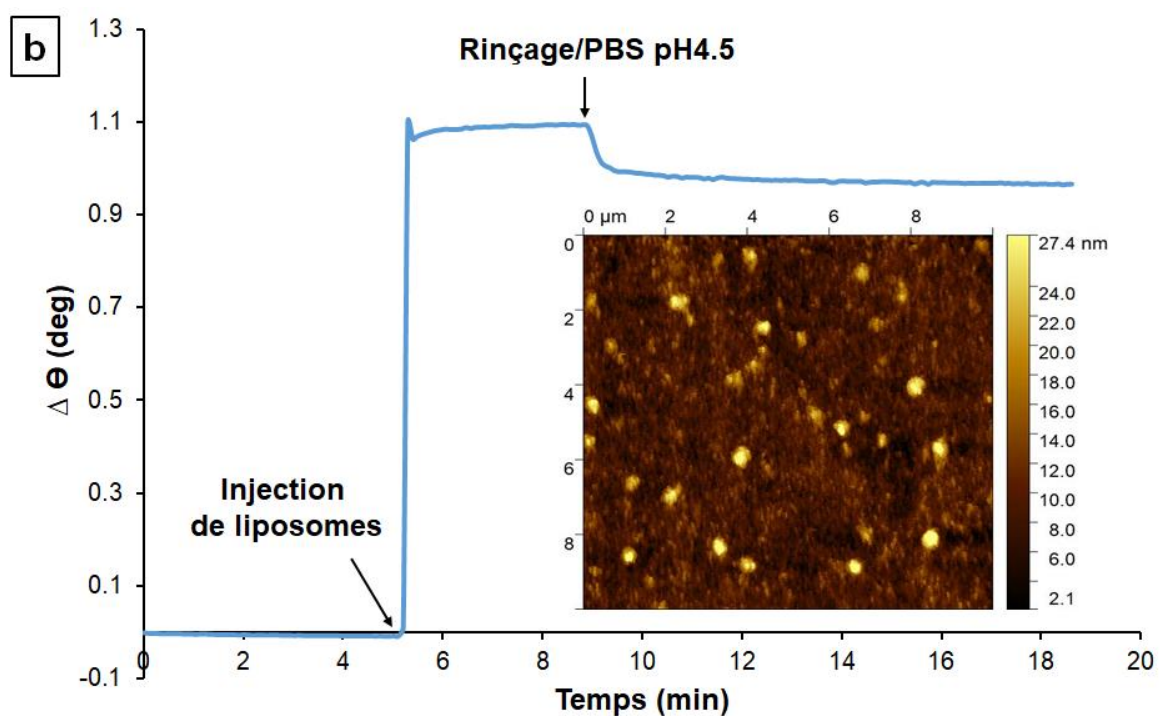 b
1.3
1.1
0.9
0.7
0.5
0.3
0.1
-0.1
Δ ϴ (deg)
Rinçage/PBS pH4.5
Injection
de liposomes
0 µm 2 4 6 8
0
2
4
6
8
27.4 nm
24.0
22.0
20.0
18.0
16.0
14.0
12.0
10.0
8.0
6.0
2.1
0 2 4 6 8 10 12 14 16 18 20
Temps (min)